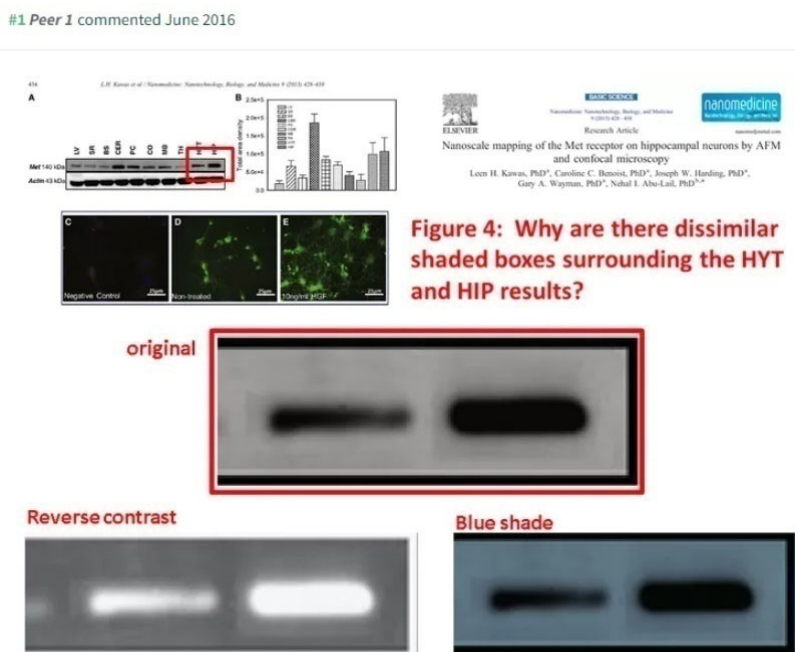 #1 Peer 1 commented June 2016
A
B
LV SR BS CER PC CO MB TH HYT HIP
Met 140 kDa
Actin 43 kDa
BASIC SCIENCE
nanomedicine
ELSEVIER
Research Article
Nanoscale mapping of the Met receptor on hippocampal neurons by AFM
and confocal microscopy
Leen H. Kawas, PhD, Caroline C. Benoist, PhD, Joseph W. Harding, PhD,
Gary A. Wayman, PhD, Nehal I. Abu-Lail, PhD
C
D
E
Negative Control
Non-treated
10ng/ml HGF
Figure 4: Why are there dissimilar
shaded boxes surrounding the HYT
and HIP results?
original
Reverse contrast
Blue shade